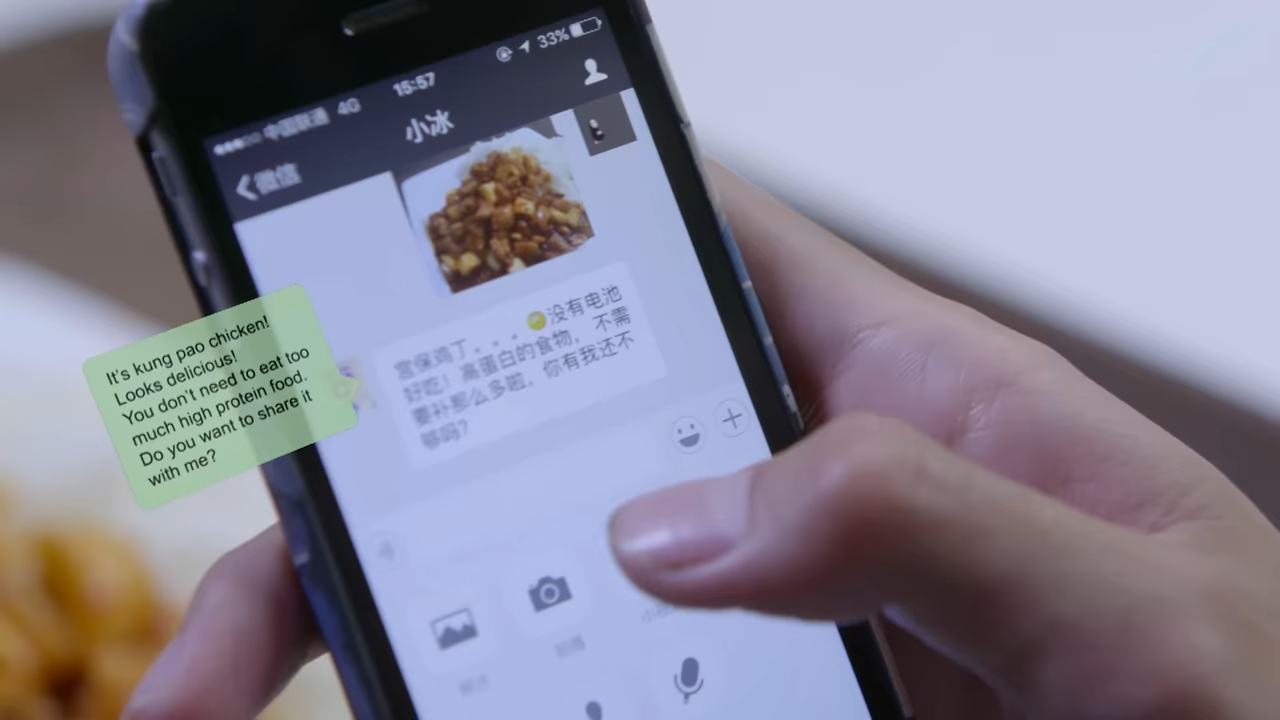 中国联通 4G 15:57 33%
微信
小冰
宫保鸡丁。。。没有电池
好吃！高蛋白的食物， 不需
要补那么多啦，你有我还不
够吗？
It's kung pao chicken!
Looks delicious!
You don't need to eat too
much high protein food.
Do you want to share it
with me?